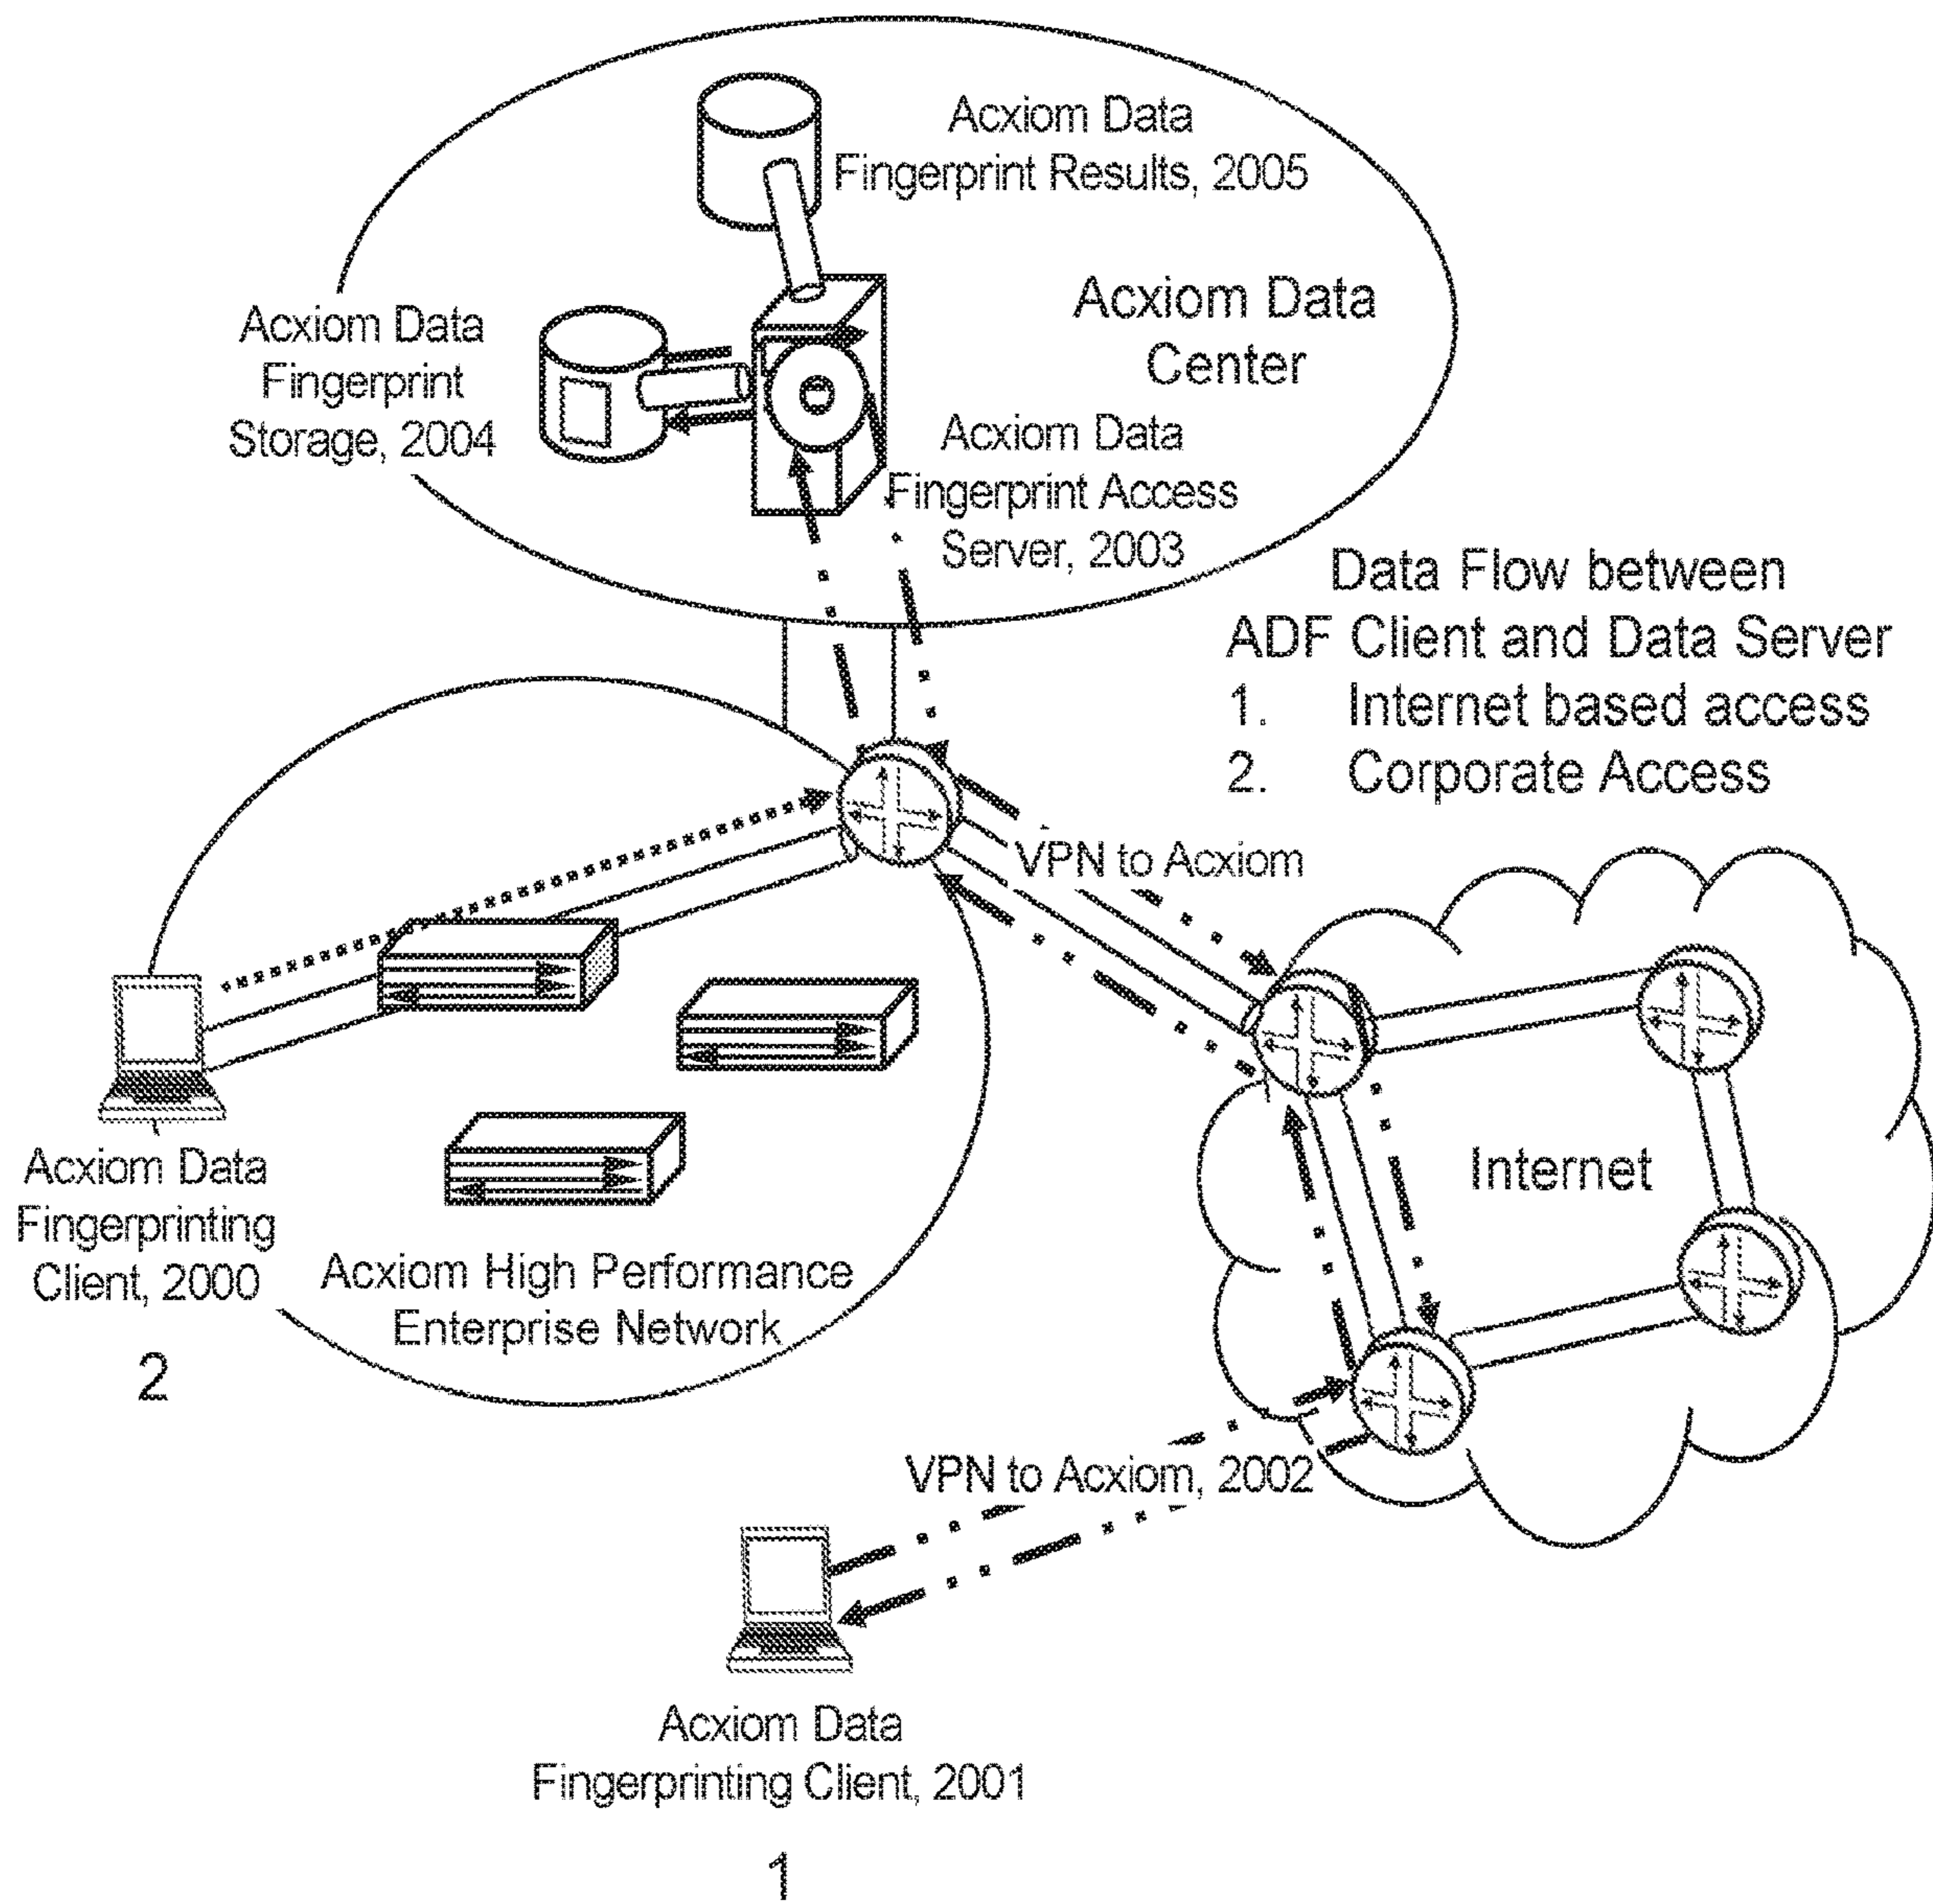 Acxiom Data
Fingerprint Results, 2005
Acxiom Data
Center
Acxiom Data
Fingerprint
Storage, 2004
Acxiom Data
Fingerprint Access
Server, 2003
Data Flow between
ADF Client and Data Server
1. Internet based access
2. Corporate Access
VPN to Acxiom
Internet
Acxiom Data
Fingerprinting
Client, 2000
2
Acxiom High Performance
Enterprise Network
VPN to Acxiom, 2002
Acxiom Data
Fingerprinting Client, 2001
1